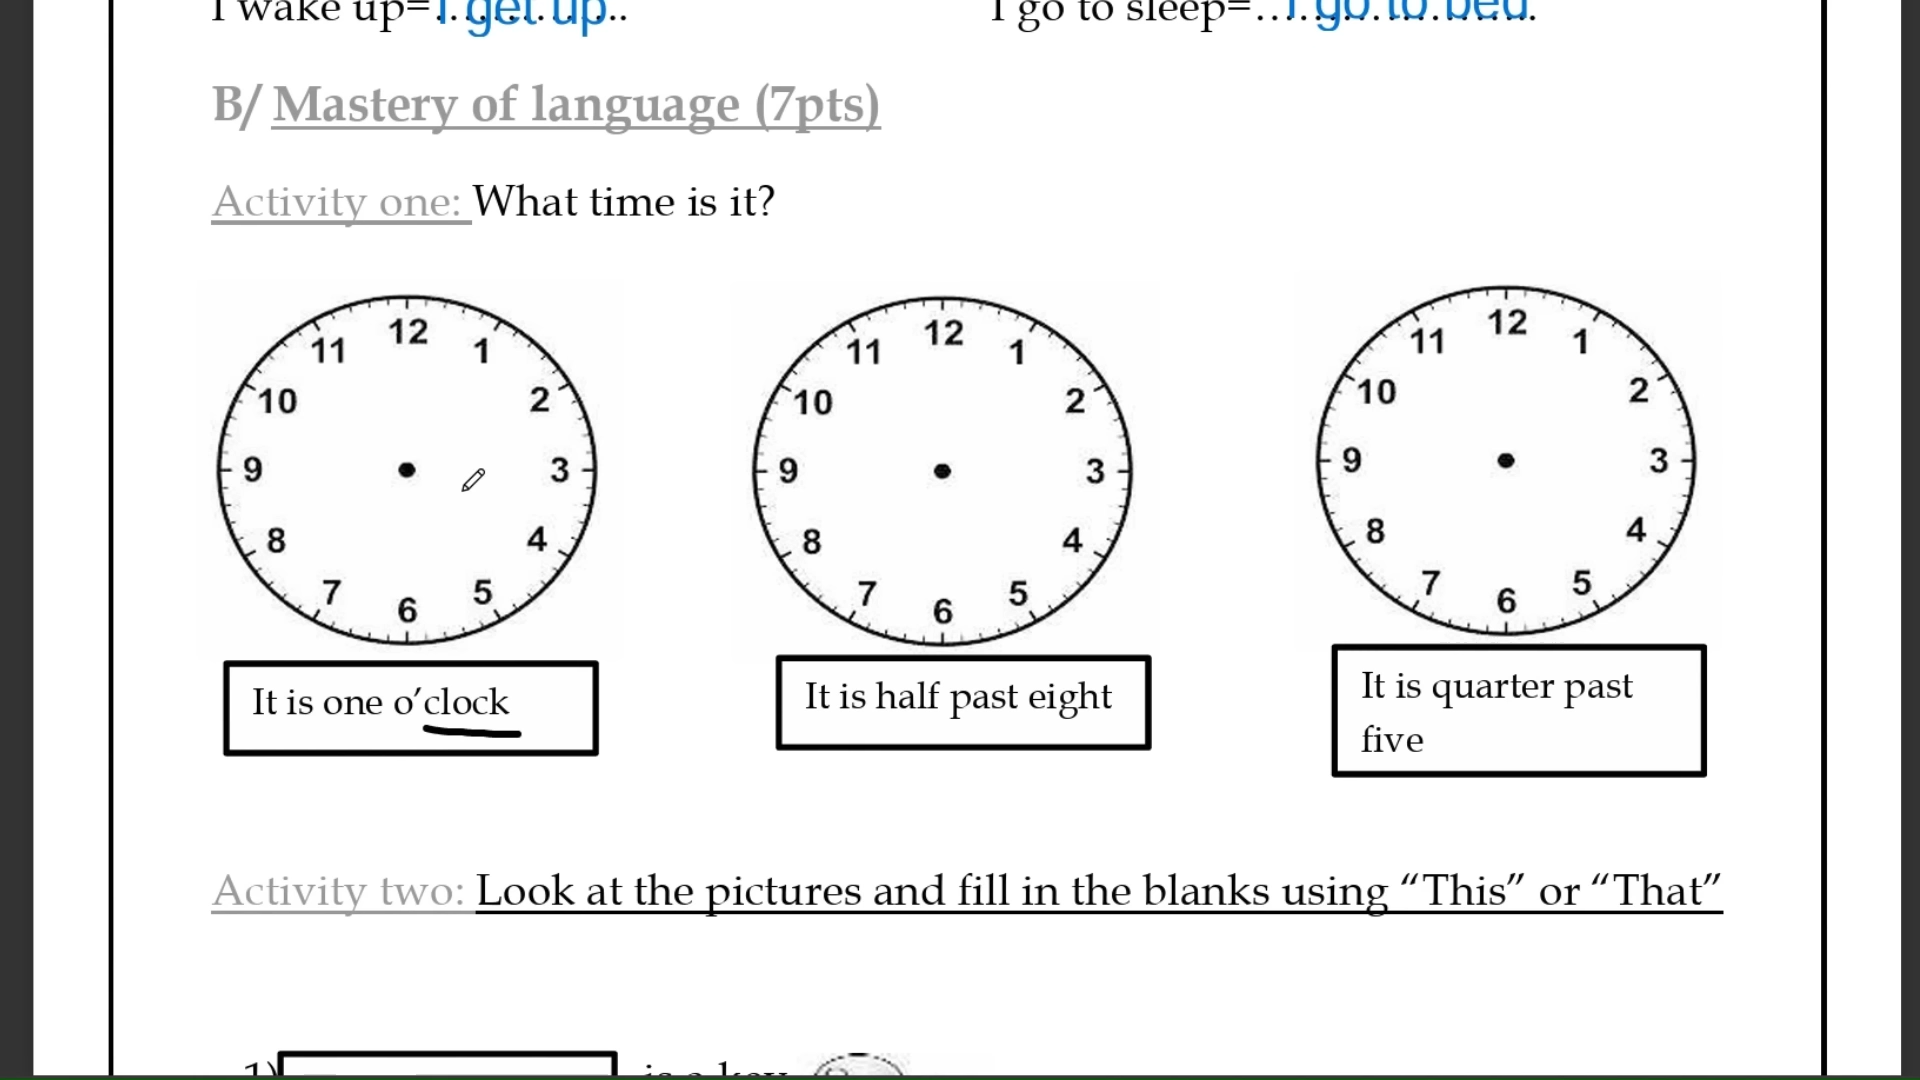 I wake up=I get up..
I go to sleep=...I go to bed.
B/ Mastery of language (7pts)
Activity one: What time is it?
12
11 1
10 2
9 3
8 4
7 5
6
12
11 1
10 2
9 3
8 4
7 5
6
12
11 1
10 2
9 3
8 4
7 5
6
It is one o’clock
It is half past eight
It is quarter past
five
Activity two: Look at the pictures and fill in the blanks using “This” or “That”
1) is a key